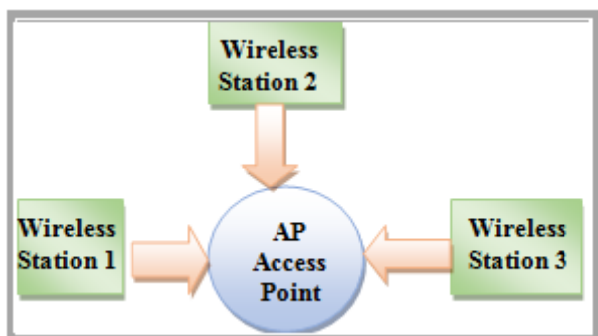 Wireless
Station 2
Wireless
Station 1
AP
Access
Point
Wireless
Station 3